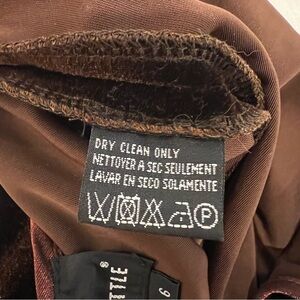 DRY CLEAN ONLY
NETTOYER A SEC SEULEMENT
LAVAR EN SECO SOLAMENTE
P